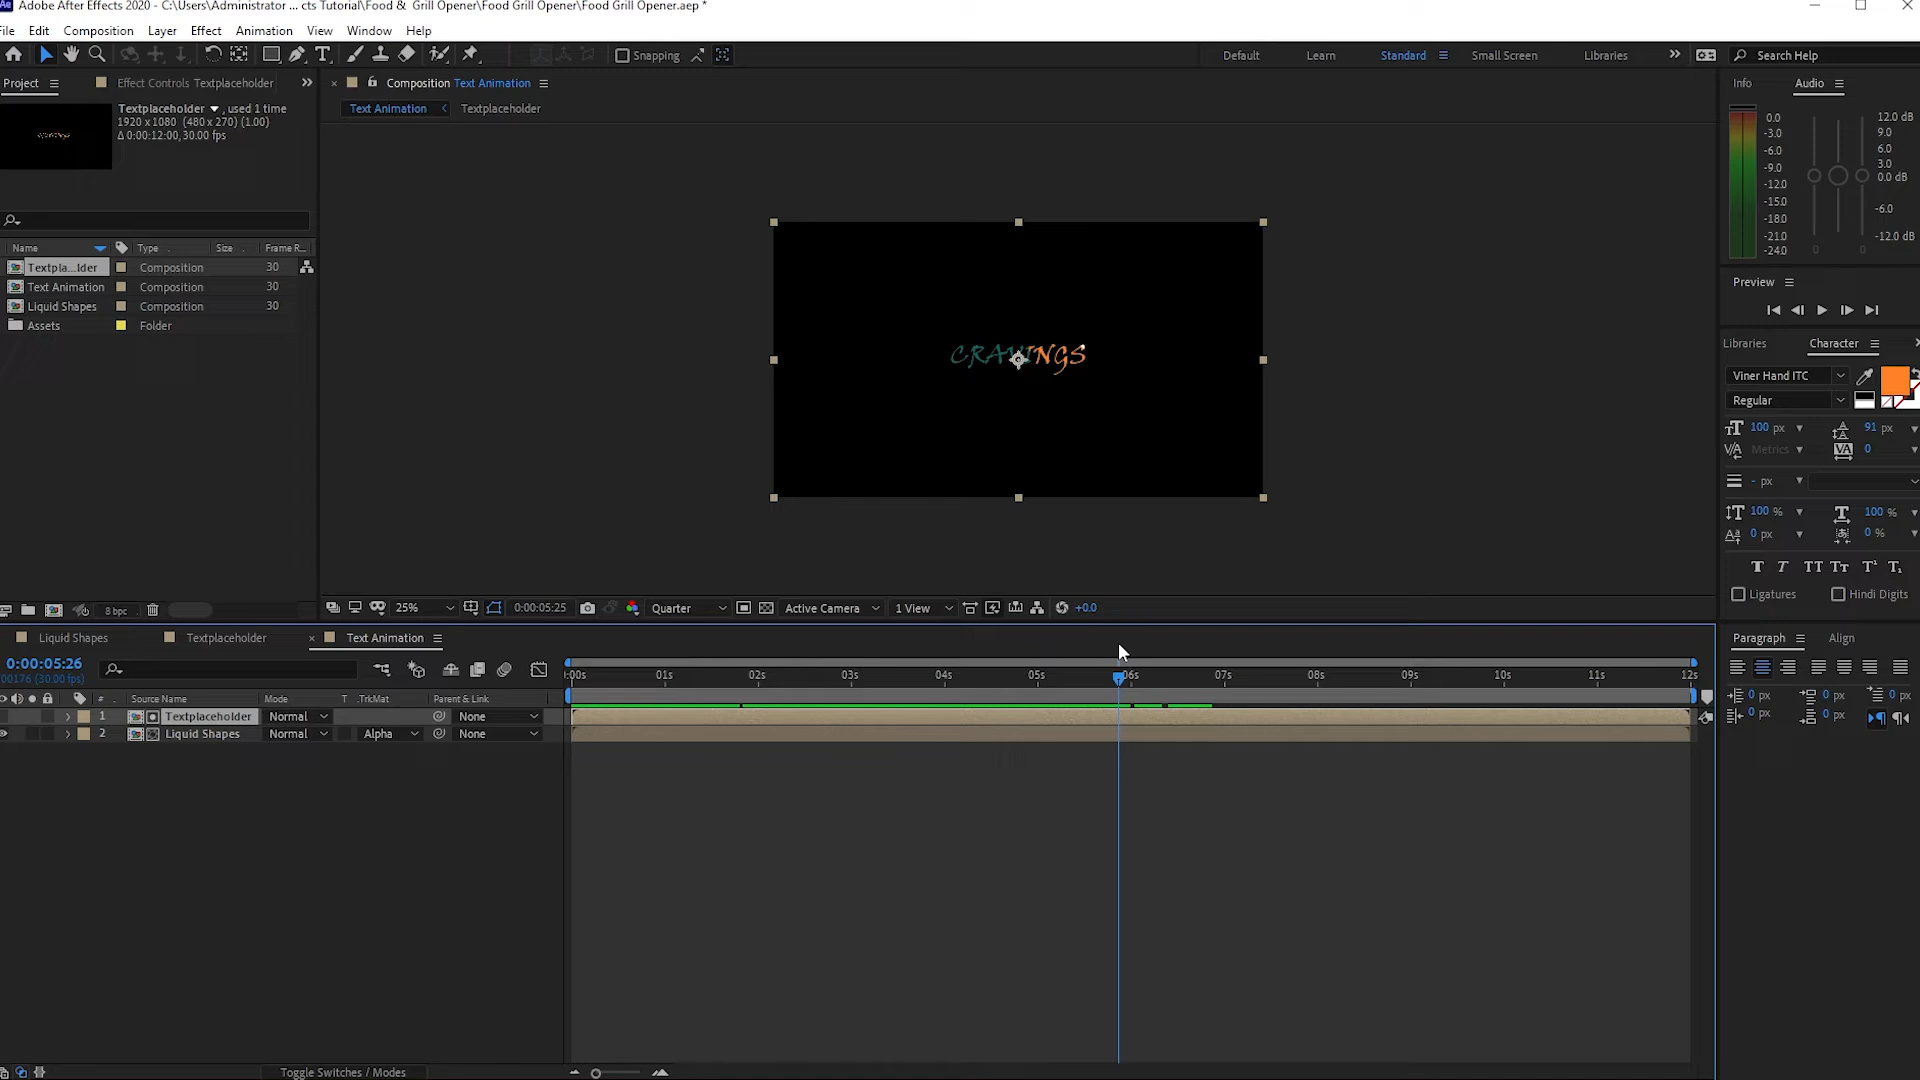 Adobe After Effects 2020 - C:\Users\Administrator ... cts Tutorial\Food & Grill Opener\Food Grill Opener\Food Grill Opener.aep *
File Edit Composition Layer Effect Animation View Window Help
Snapping
Default Learn Standard Small Screen Libraries Search Help
Project Effect Controls Textplaceholder
Composition Text Animation
Info Audio
Textplaceholder , used 1 time
1920 x 1080 (480 x 270) (1.00)
Δ 0:00:12:00, 30.00 fps
Text Animation Textplaceholder
CRAVINGS
0.0
-3.0
-6.0
-9.0
-12.0
-15.0
-18.0
-21.0
-24.0
12.0 dB
9.0
6.0
3.0
0.0 dB
-6.0
-12.0 dB
0 0
Preview
Name Type Size Frame R...
Textpla...lder Composition 30
Text Animation Composition 30
Liquid Shapes Composition 30
Assets Folder
Libraries Character
Viner Hand ITC
Regular
100 px 91 px
Metrics 0
- px
100 % 100 %
0 px 0 %
Ligatures Hindi Digits
8 bpc
25% 0:00:05:25 Quarter Active Camera 1 View +0.0
Liquid Shapes Textplaceholder Text Animation
Paragraph Align
0:00:05:26
00176 (30.00 fps)
:00s 01s 02s 03s 04s 05s 06s 07s 08s 09s 10s 11s 12s
# Source Name Mode T .TrkMat Parent & Link
1 Textplaceholder Normal None
2 Liquid Shapes Normal Alpha None
0 px 0 px 0 px
0 px 0 px
Toggle Switches / Modes